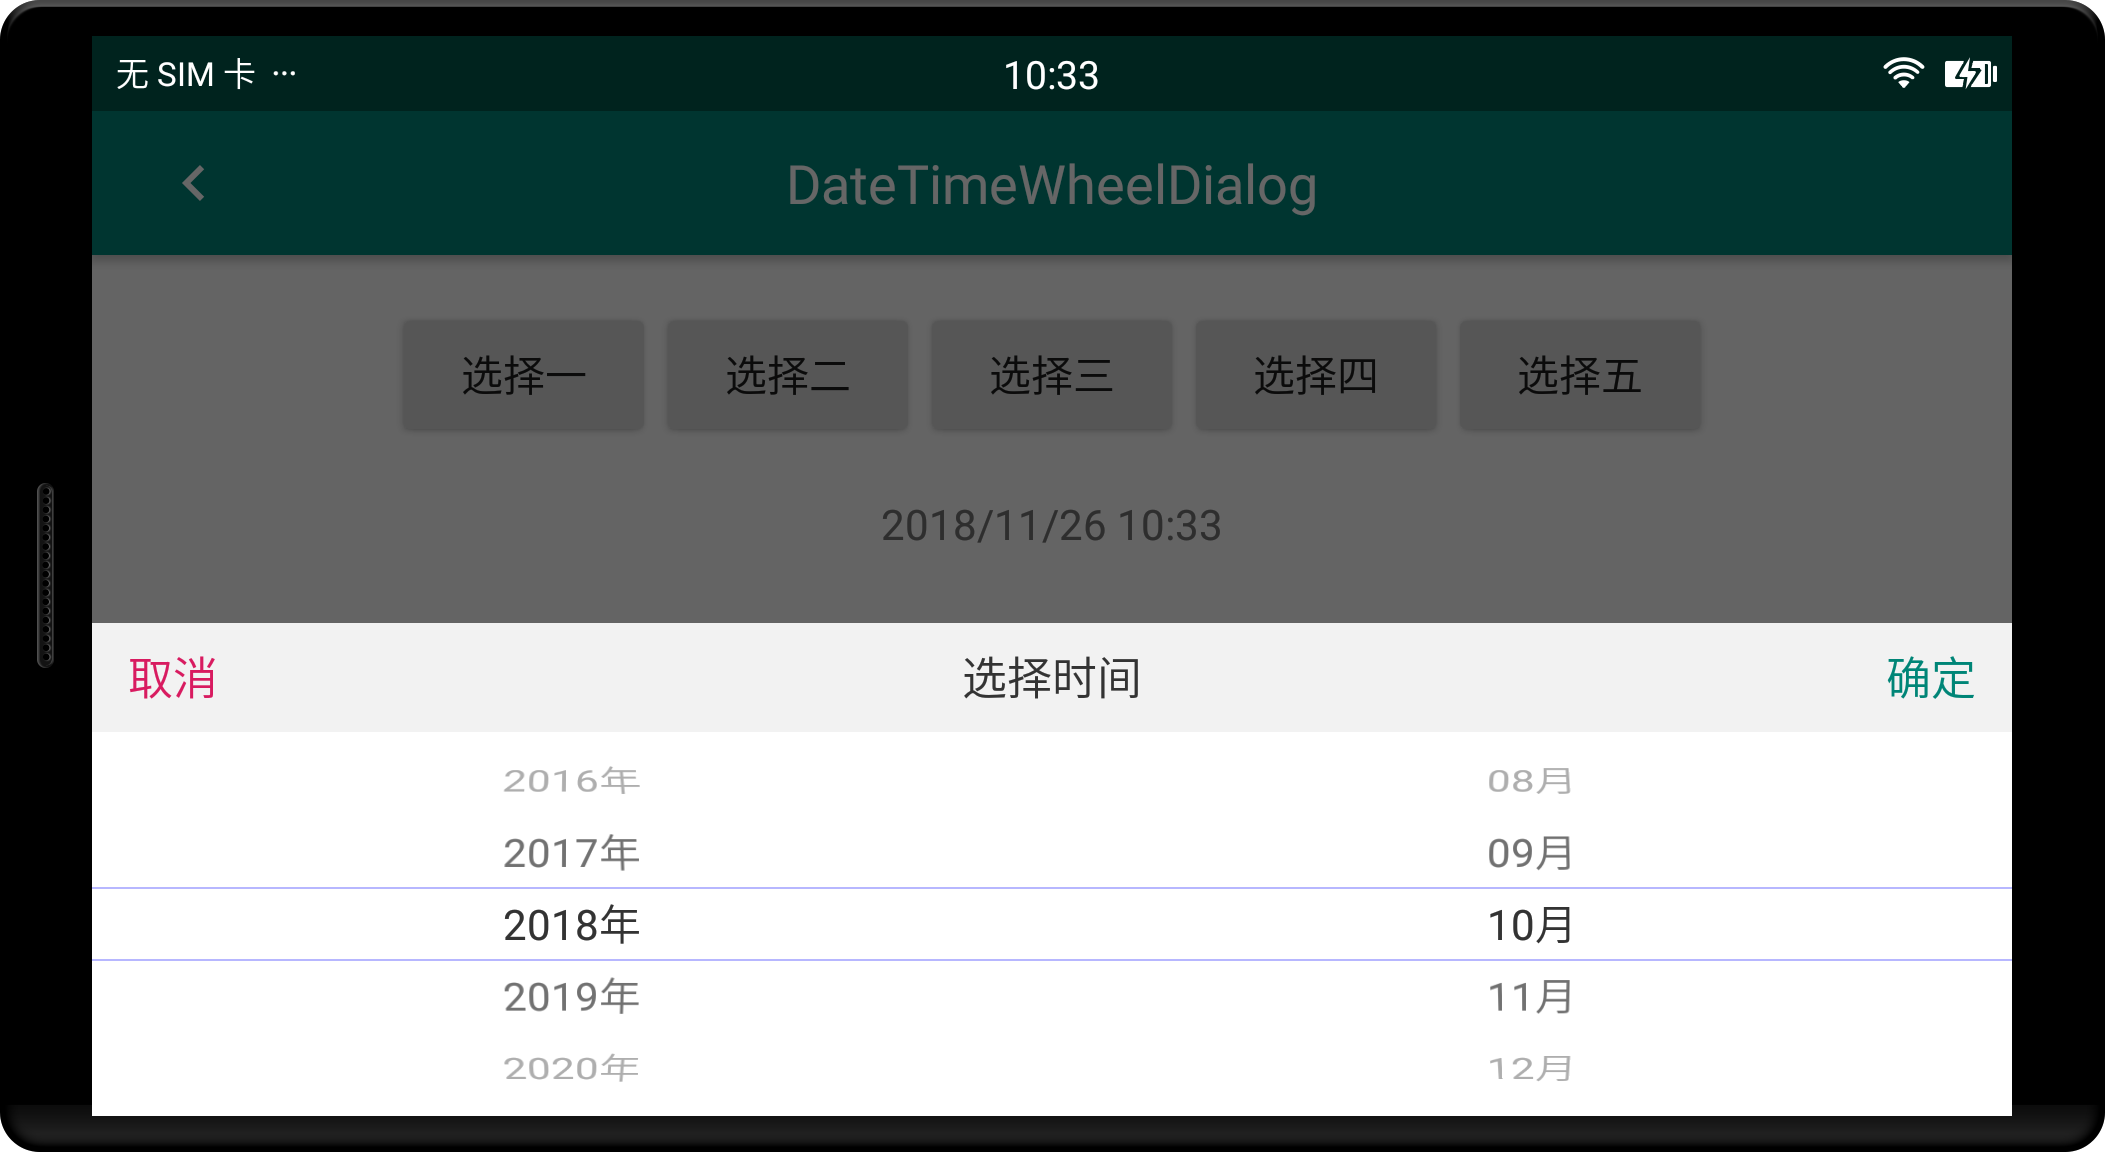 无 SIM 卡 ··· 10:33
DateTimeWheelDialog
选择一 选择二 选择三 选择四 选择五
2018/11/26 10:33
取消 选择时间 确定
2016年 08月
2017年 09月
2018年 10月
2019年 11月
2020年 12月